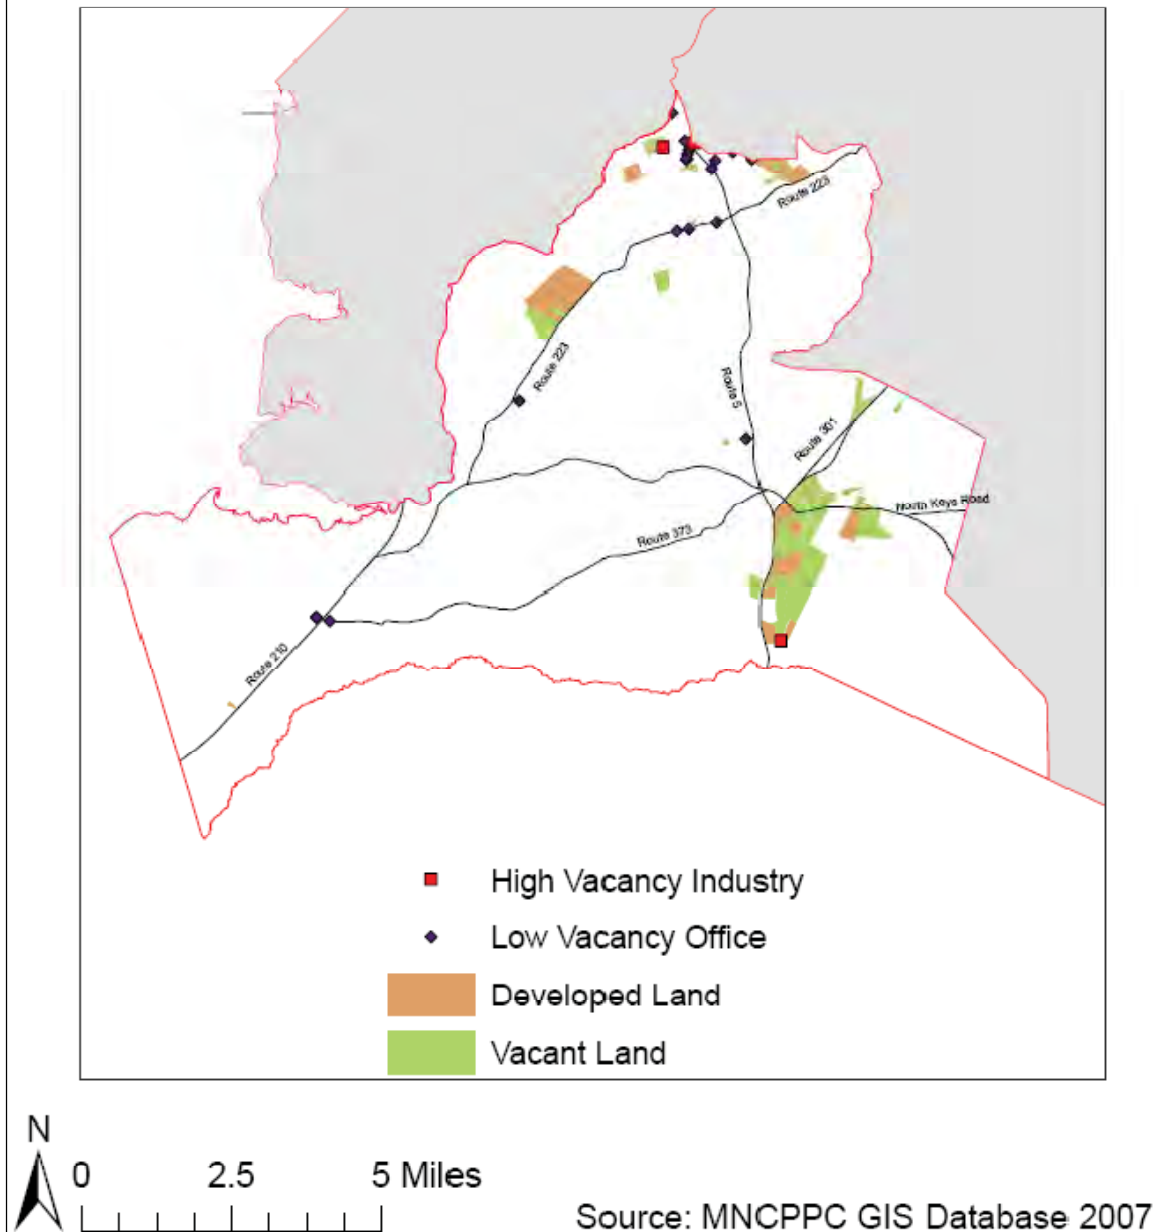 Route 223
Route 223
Route 5
Route 301
North Keys Road
Route 373
Route 210
High Vacancy Industry
Low Vacancy Office
Developed Land
Vacant Land
N
0 2.5 5 Miles
Source: MNCPPC GIS Database 2007